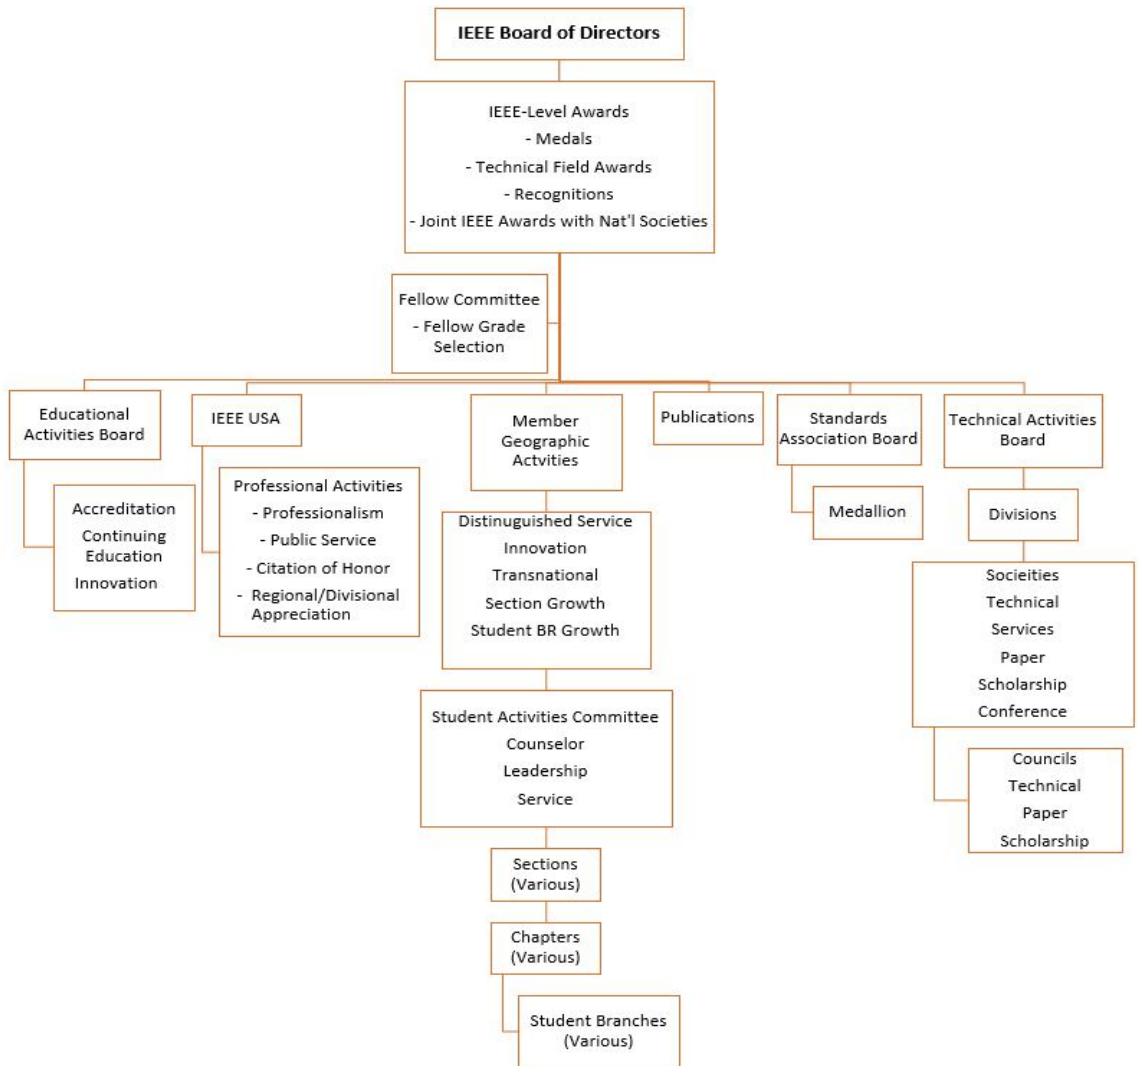 IEEE Board of Directors
IEEE-Level Awards
- Medals
- Technical Field Awards
- Recognitions
- Joint IEEE Awards with Nat'l Societies
Fellow Committee
- Fellow Grade
Selection
Educational
Activities Board
Accreditation
Continuing
Education
Innovation
IEEE USA
Professional Activities
- Professionalism
- Public Service
- Citation of Honor
- Regional/Divisional
Appreciation
Member
Geographic
Actvities
Distinuguished Service
Innovation
Transnational
Section Growth
Student BR Growth
Student Activities Committee
Counselor
Leadership
Service
Sections
(Various)
Chapters
(Various)
Student Branches
(Various)
Publications
Standards
Association Board
Medallion
Technical Activities
Board
Divisions
Socieities
Technical
Services
Paper
Scholarship
Conference
Councils
Technical
Paper
Scholarship